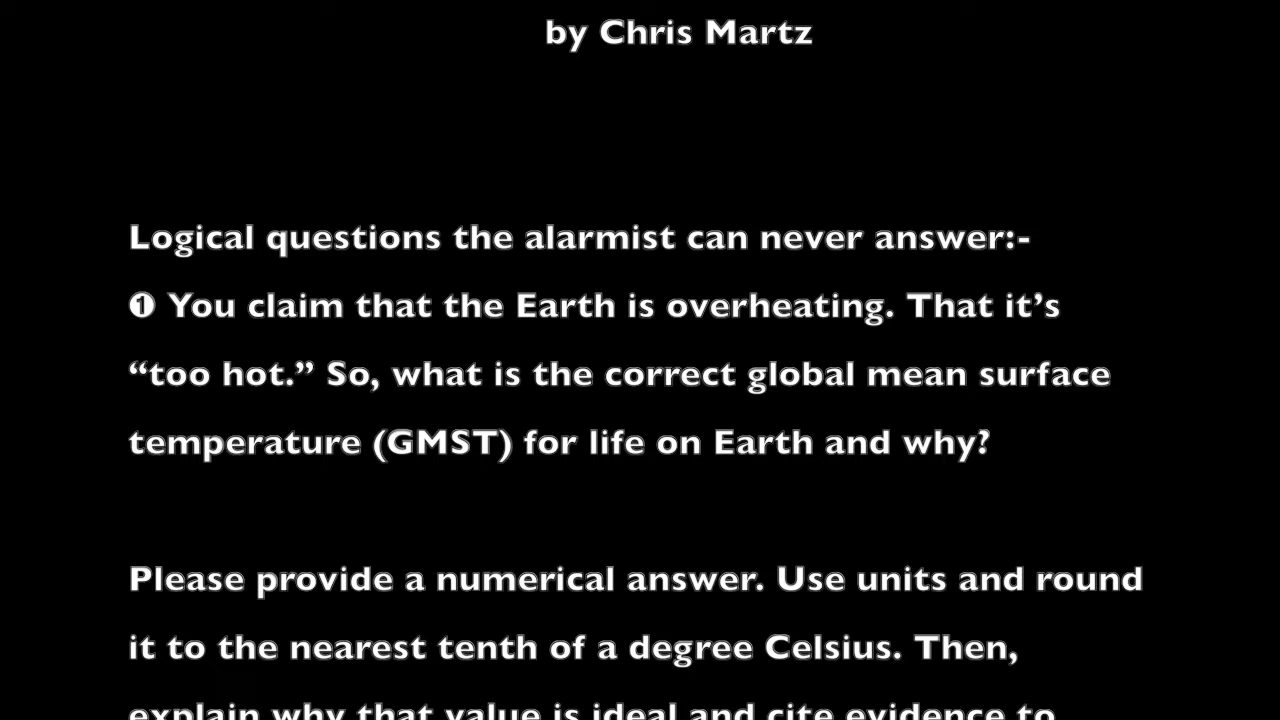 by Chris Martz
Logical questions the alarmist can never answer:-
❶ You claim that the Earth is overheating. That it’s
“too hot.” So, what is the correct global mean surface
temperature (GMST) for life on Earth and why?
Please provide a numerical answer. Use units and round
it to the nearest tenth of a degree Celsius. Then,
explain why that value is ideal and cite evidence to